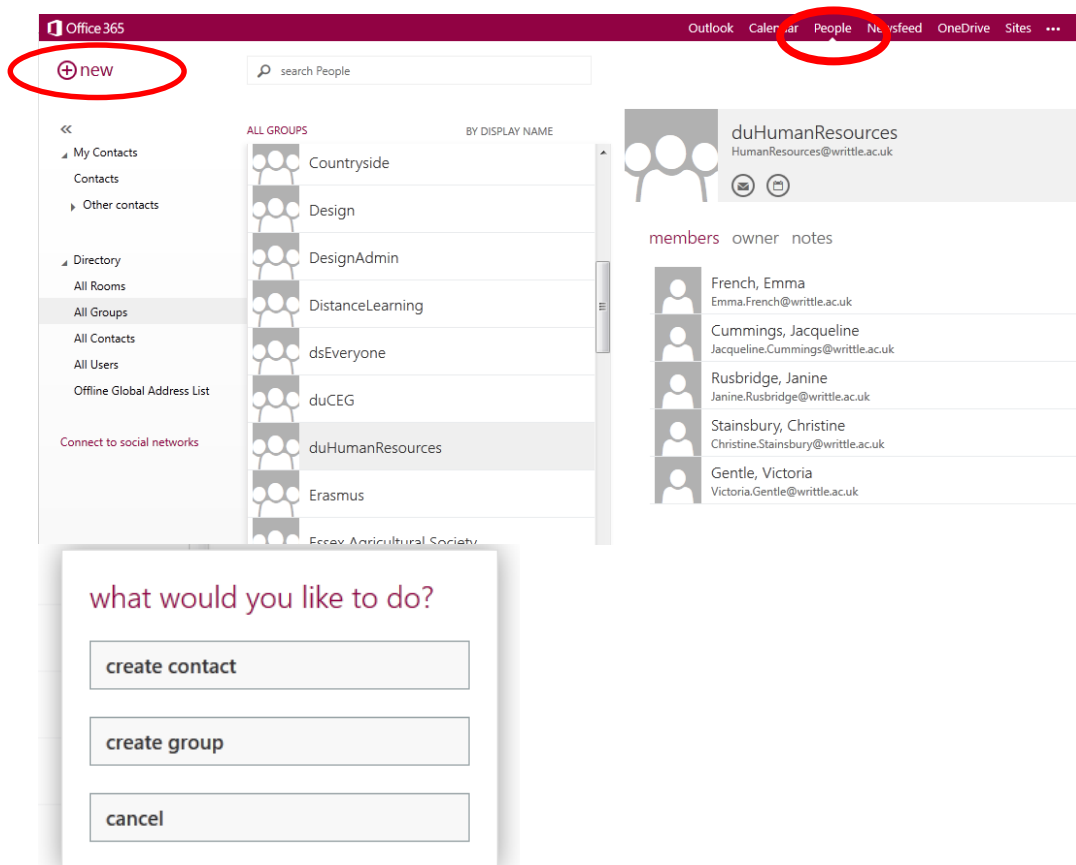 Office 365
Outlook Calendar People Newsfeed OneDrive Sites •••
new
search People
«
My Contacts
Contacts
Other contacts
Directory
All Rooms
All Groups
All Contacts
All Users
Offline Global Address List
Connect to social networks
ALL GROUPS BY DISPLAY NAME
Countryside
Design
DesignAdmin
DistanceLearning
dsEveryone
duCEG
duHumanResources
Erasmus
Essex Agricultural Society
duHumanResources
HumanResources@writtle.ac.uk
members owner notes
French, Emma
Emma.French@writtle.ac.uk
Cummings, Jacqueline
Jacqueline.Cummings@writtle.ac.uk
Rusbridge, Janine
Janine.Rusbridge@writtle.ac.uk
Stainsbury, Christine
Christine.Stainsbury@writtle.ac.uk
Gentle, Victoria
Victoria.Gentle@writtle.ac.uk
what would you like to do?
create contact
create group
cancel